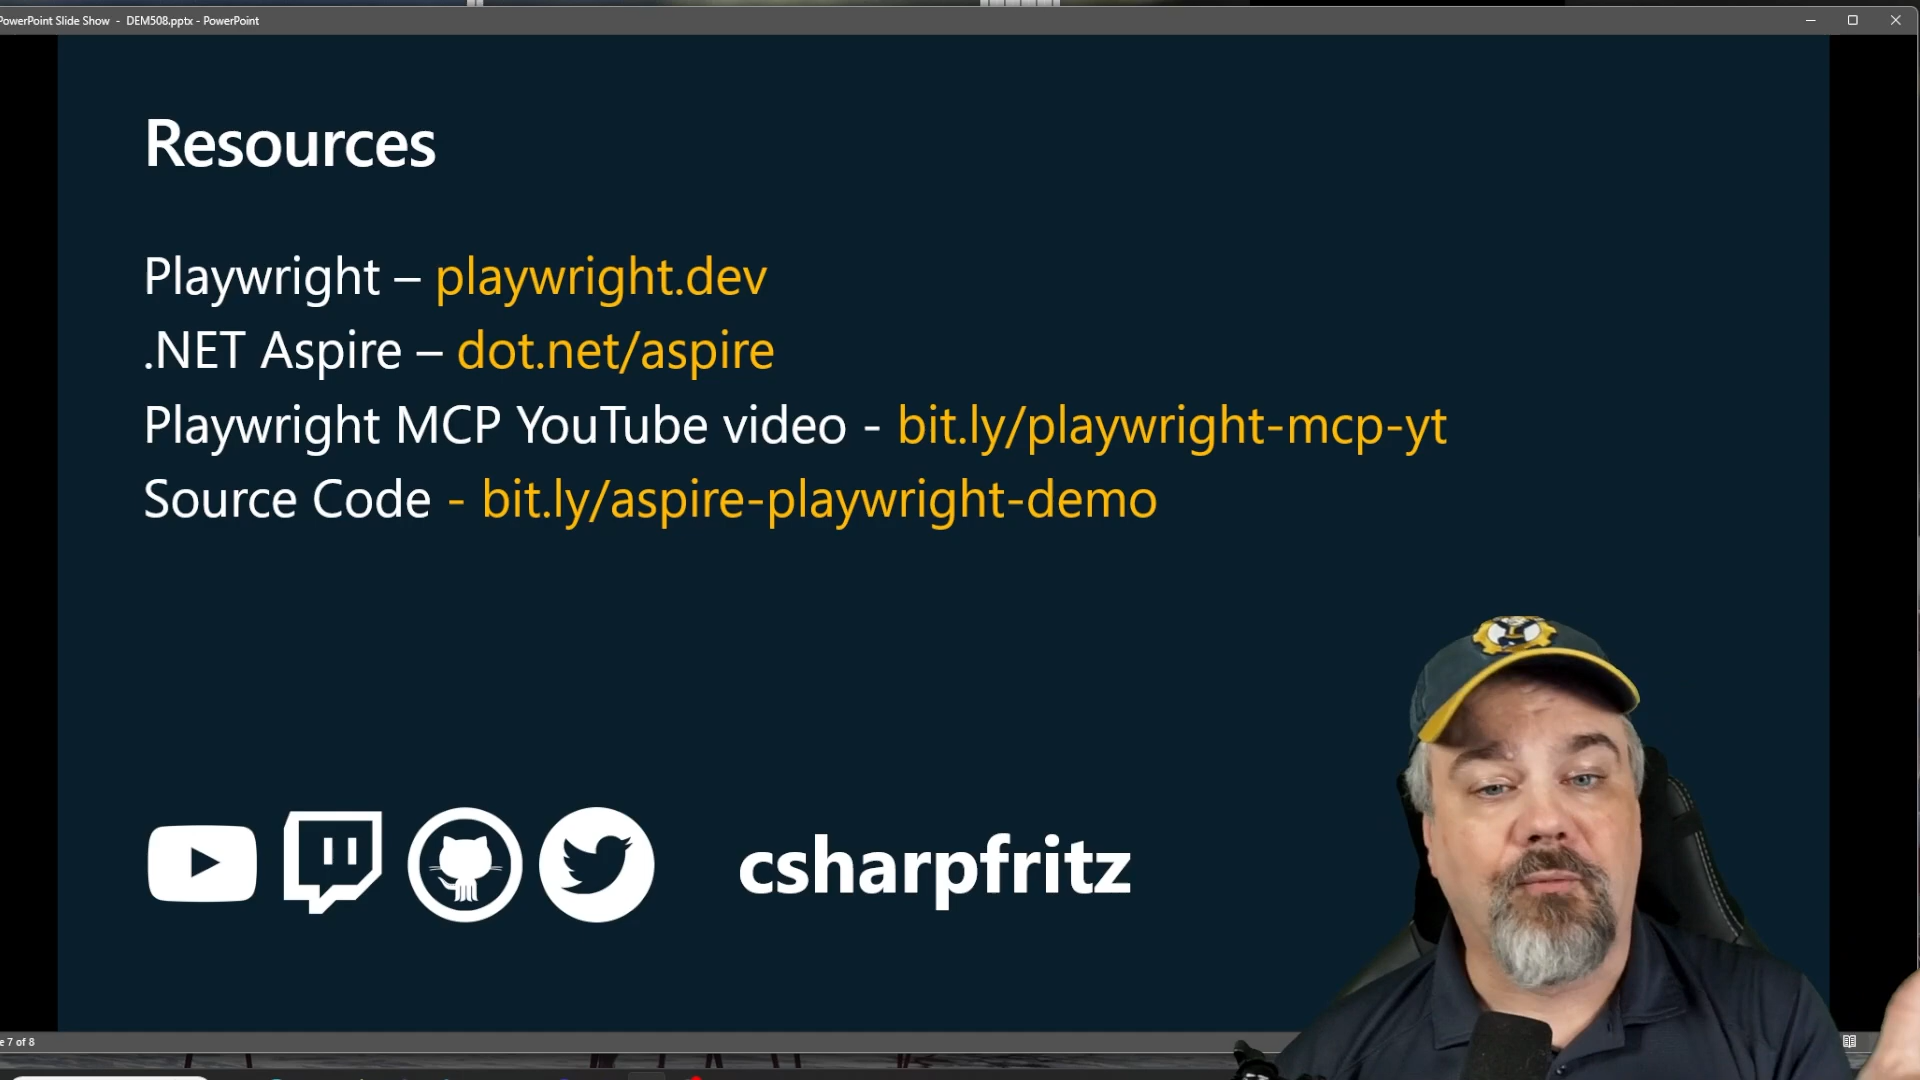 PowerPoint Slide Show - DEM508.pptx - PowerPoint
Resources
Playwright – playwright.dev
.NET Aspire – dot.net/aspire
Playwright MCP YouTube video - bit.ly/playwright-mcp-yt
Source Code - bit.ly/aspire-playwright-demo
csharpfritz
e 7 of 8